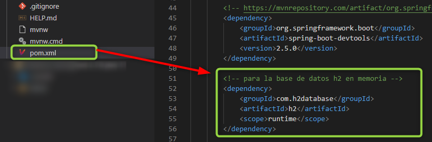 .gitignore
HELP.md
mvnw
mvnw.cmd
pom.xml
44 <!-- https://mvnrepository.com/artifact/org.springf
45 <dependency>
46 <groupId>org.springframework.boot</groupId>
47 <artifactId>spring-boot-devtools</artifactId>
48 <version>2.5.0</version>
49 </dependency>
50
51 <!-- para la base de datos h2 en memoria -->
52 <dependency>
53 <groupId>com.h2database</groupId>
54 <artifactId>h2</artifactId>
55 <scope>runtime</scope>
56 </dependency>
57